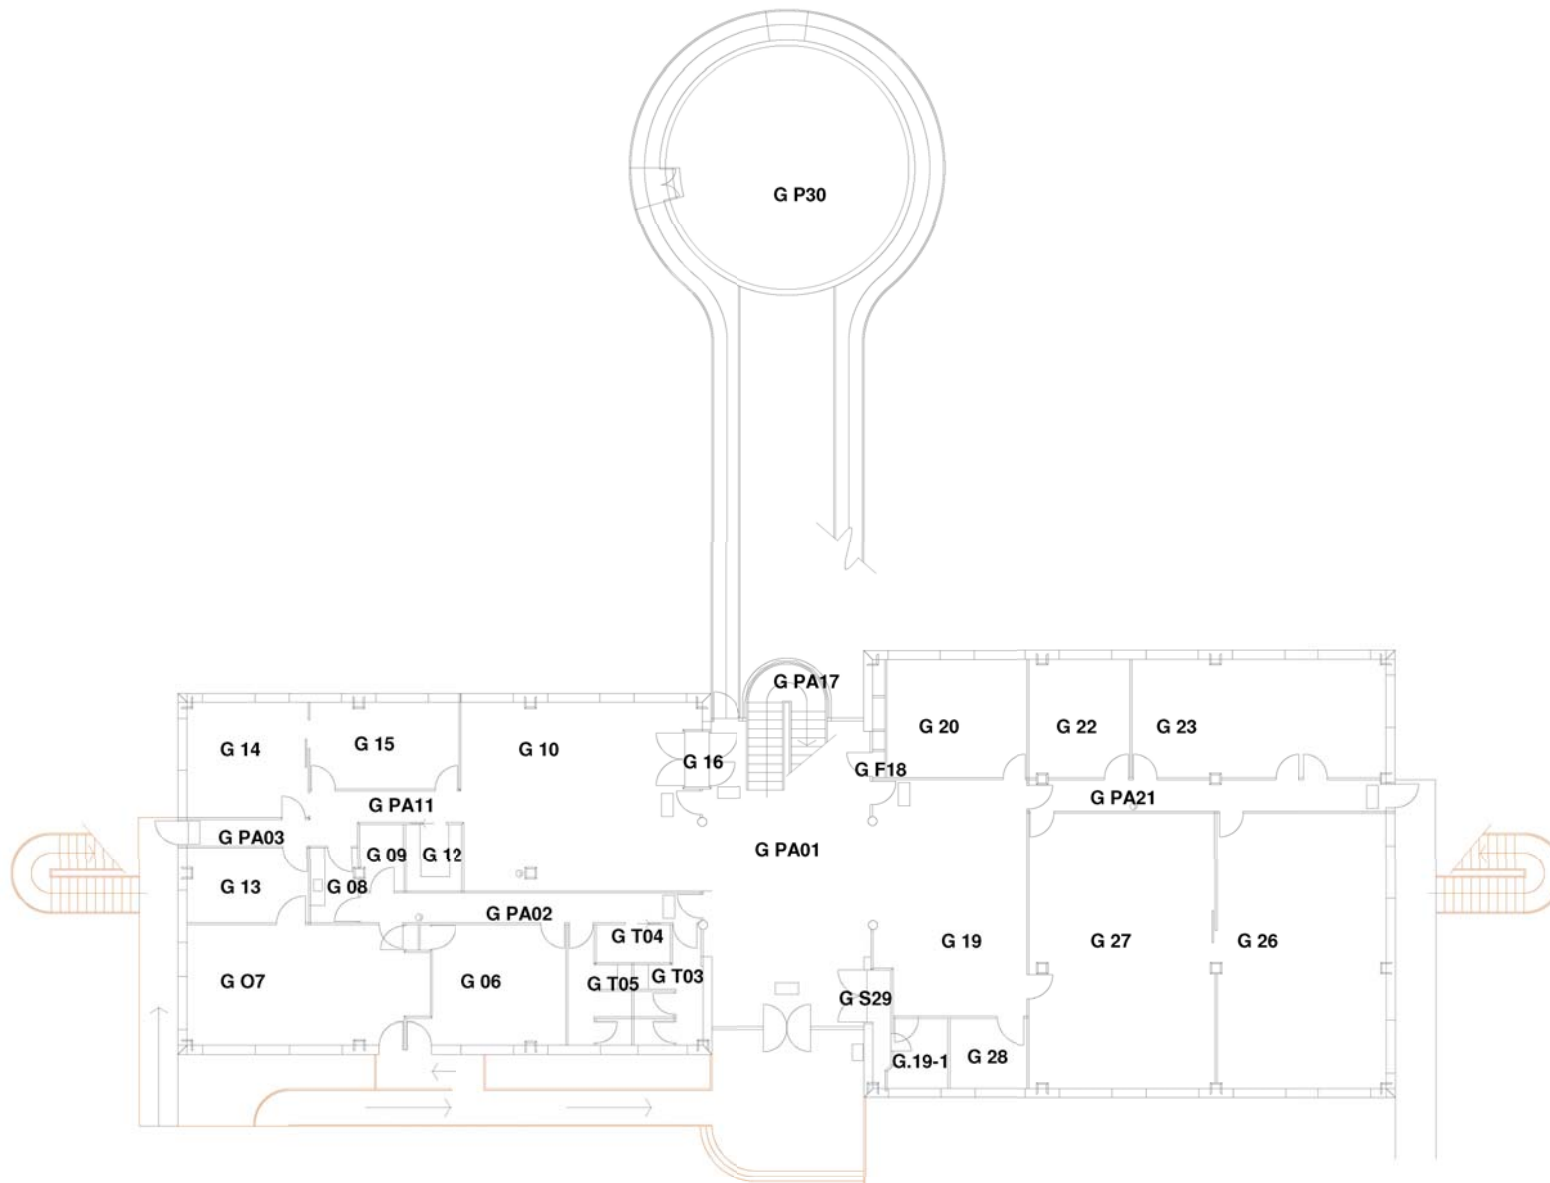 G P30
G PA17
G 20
G 22
G 23
G 14
G 15
G 10
G 16
G F18
G PA21
G PA11
G PA03
G PA01
G 09
G 12
G 13
G 08
G PA02
G T04
G 19
G 27
G 26
G O7
G 06
G T05
G T03
G S29
G.19-1
G 28